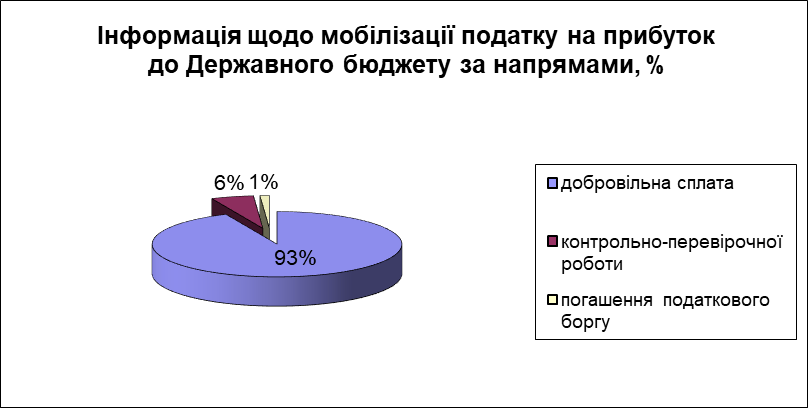 Інформація щодо мобілізації податку на прибуток
до Державного бюджету за напрямами, %
6%
1%
93%
добровільна сплата
контрольно-перевірочної
роботи
погашення податкового
боргу